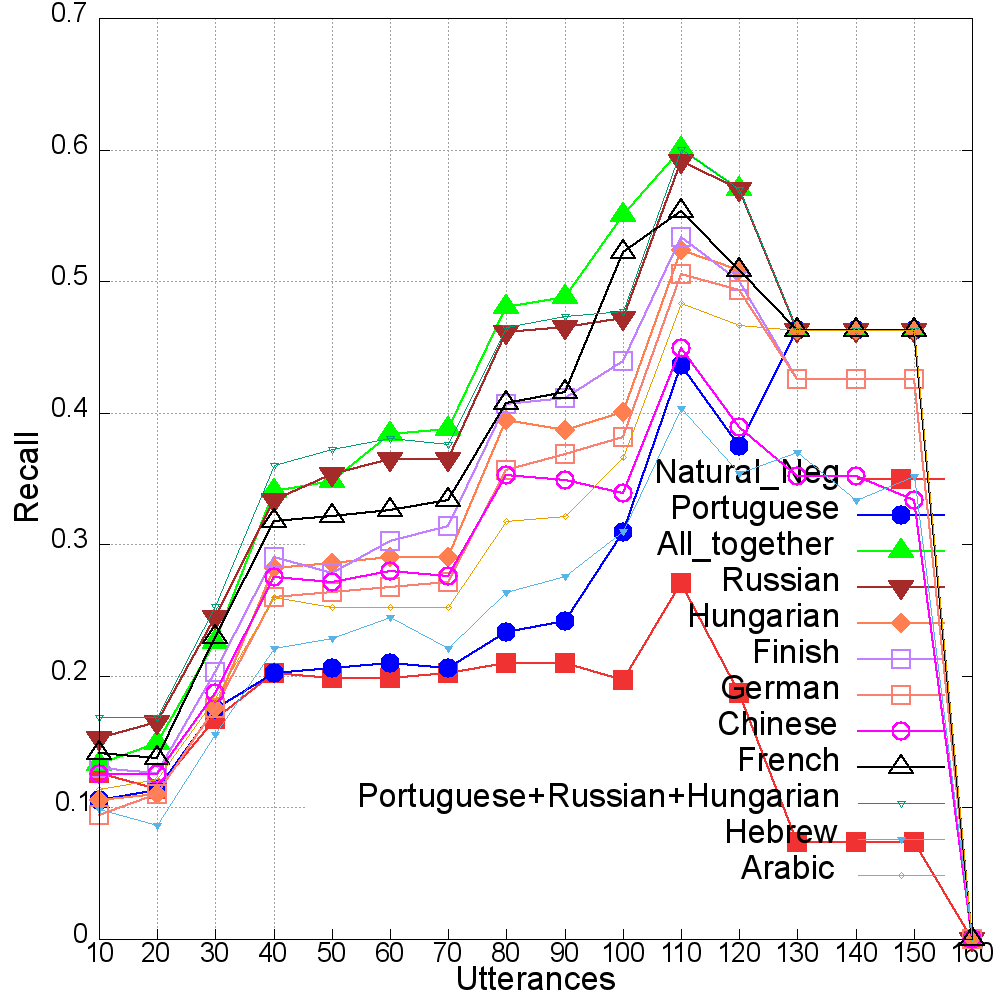 0.7
0.6
0.5
0.4
0.3
0.2
0.1
0
Recall
Natural_Neg
Portuguese
All_together
Russian
Hungarian
Finish
German
Chinese
French
Portuguese+Russian+Hungarian
Hebrew
Arabic
10 20 30 40 50 60 70 80 90 100 110 120 130 140 150 160
Utterances